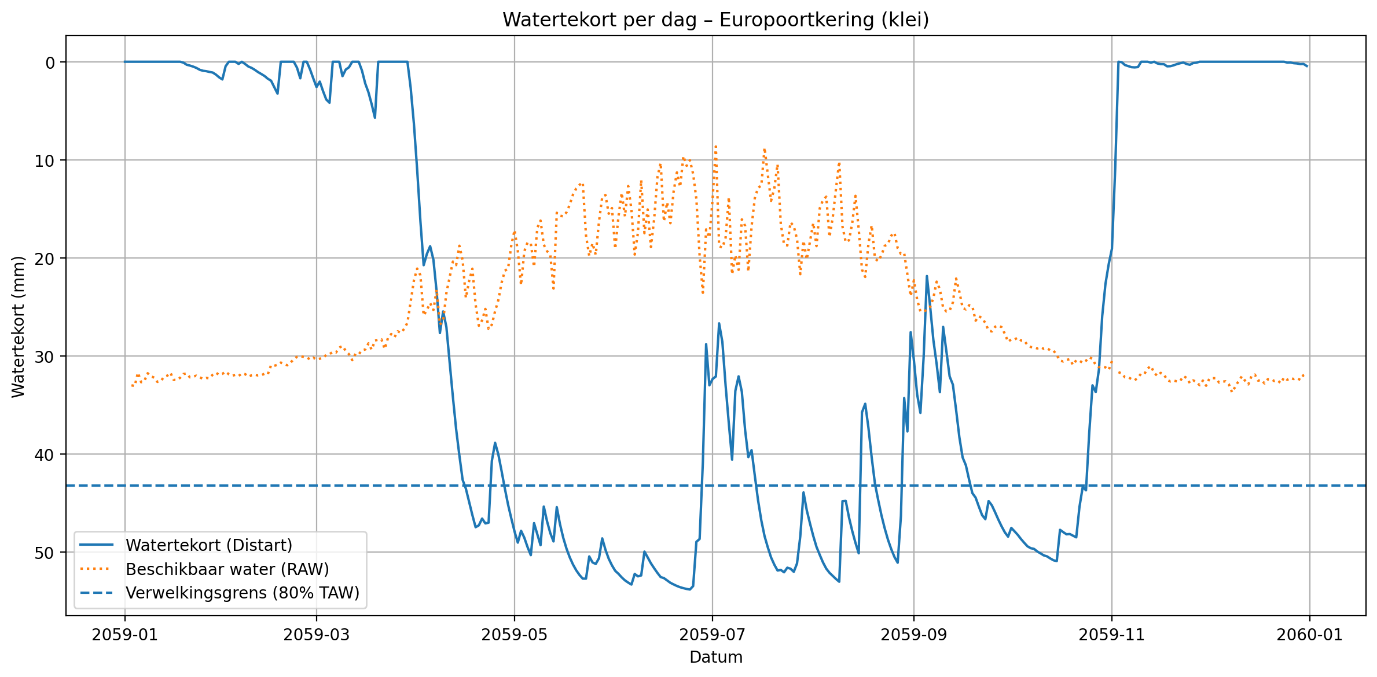 Watertekort per dag – Europoortkering (klei)
Watertekort (mm)
0
10
20
30
40
50
Watertekort (Distart)
Beschikbaar water (RAW)
Verwelkingsgrens (80% TAW)
2059-01
2059-03
2059-05
2059-07
2059-09
2059-11
2060-01
Datum